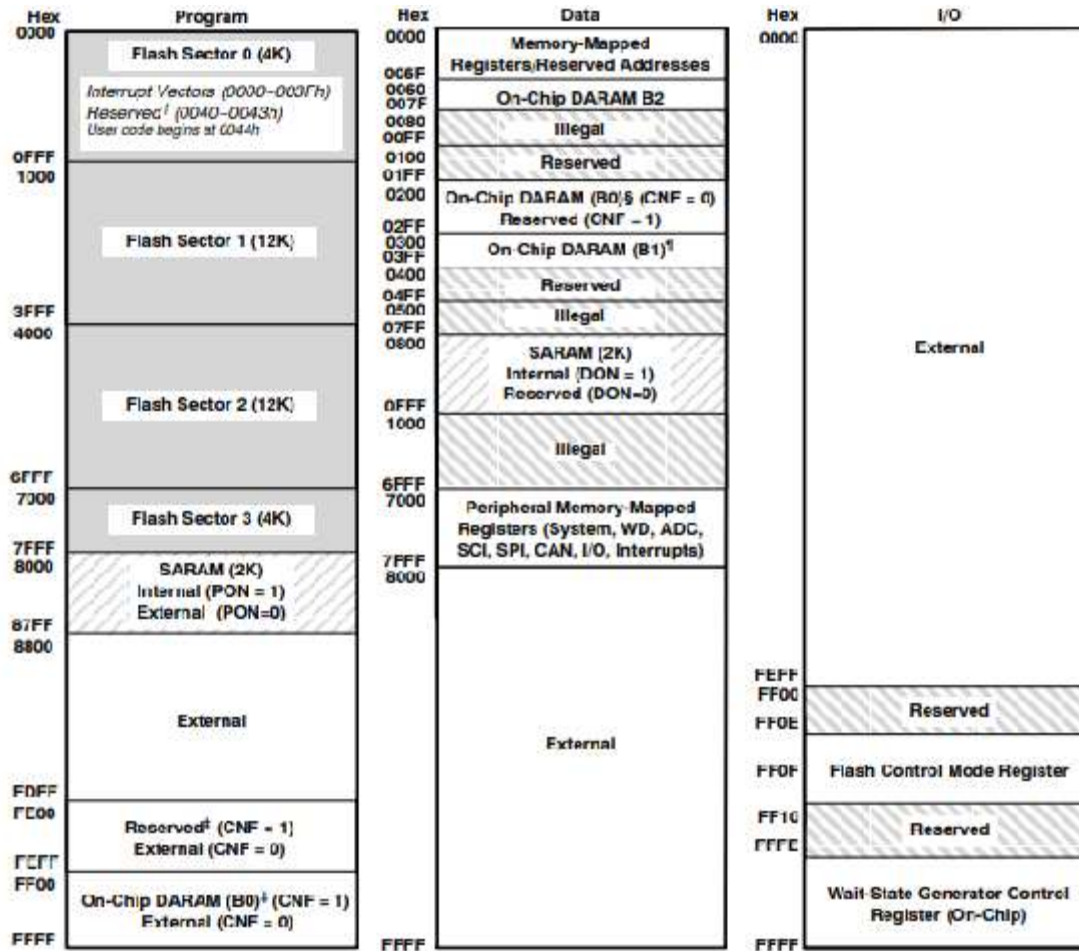 Hex
Program
0000
Flash Sector 0 (4K)
Interrupt Vectors (0000–003Fh)
Reserved† (0040–0043h)
User code begins at 0044h
0FFF
1000
Flash Sector 1 (12K)
3FFF
4000
Flash Sector 2 (12K)
6FFF
7000
Flash Sector 3 (4K)
7FFF
8000
SARAM (2K)
Internal (PON = 1)
External (PON=0)
87FF
8800
External
FDFF
FE00
Reserved‡ (CNF = 1)
External (CNF = 0)
FEFF
FF00
On-Chip DARAM (B0)‡ (CNF = 1)
External (CNF = 0)
FFFF
Hex
Data
0000
Memory-Mapped
Registers/Reserved Addresses
005F
0060
On-Chip DARAM B2
007F
0080
Illegal
00FF
0100
Reserved
01FF
0200
On-Chip DARAM (B0)§ (CNF = 0)
Reserved (CNF = 1)
02FF
0300
On-Chip DARAM (B1)¶
03FF
0400
Reserved
04FF
0500
Illegal
07FF
0800
SARAM (2K)
Internal (DON = 1)
Reserved (DON=0)
0FFF
1000
Illegal
6FFF
7000
Peripheral Memory-Mapped
Registers (System, WD, ADC,
SCI, SPI, CAN, I/O, Interrupts)
7FFF
8000
External
FFFF
Hex
I/O
0000
External
FEFF
FF00
Reserved
FF0E
FF0F
Flash Control Mode Register
FF10
Reserved
FFFE
Wait-State Generator Control
Register (On-Chip)
FFFF